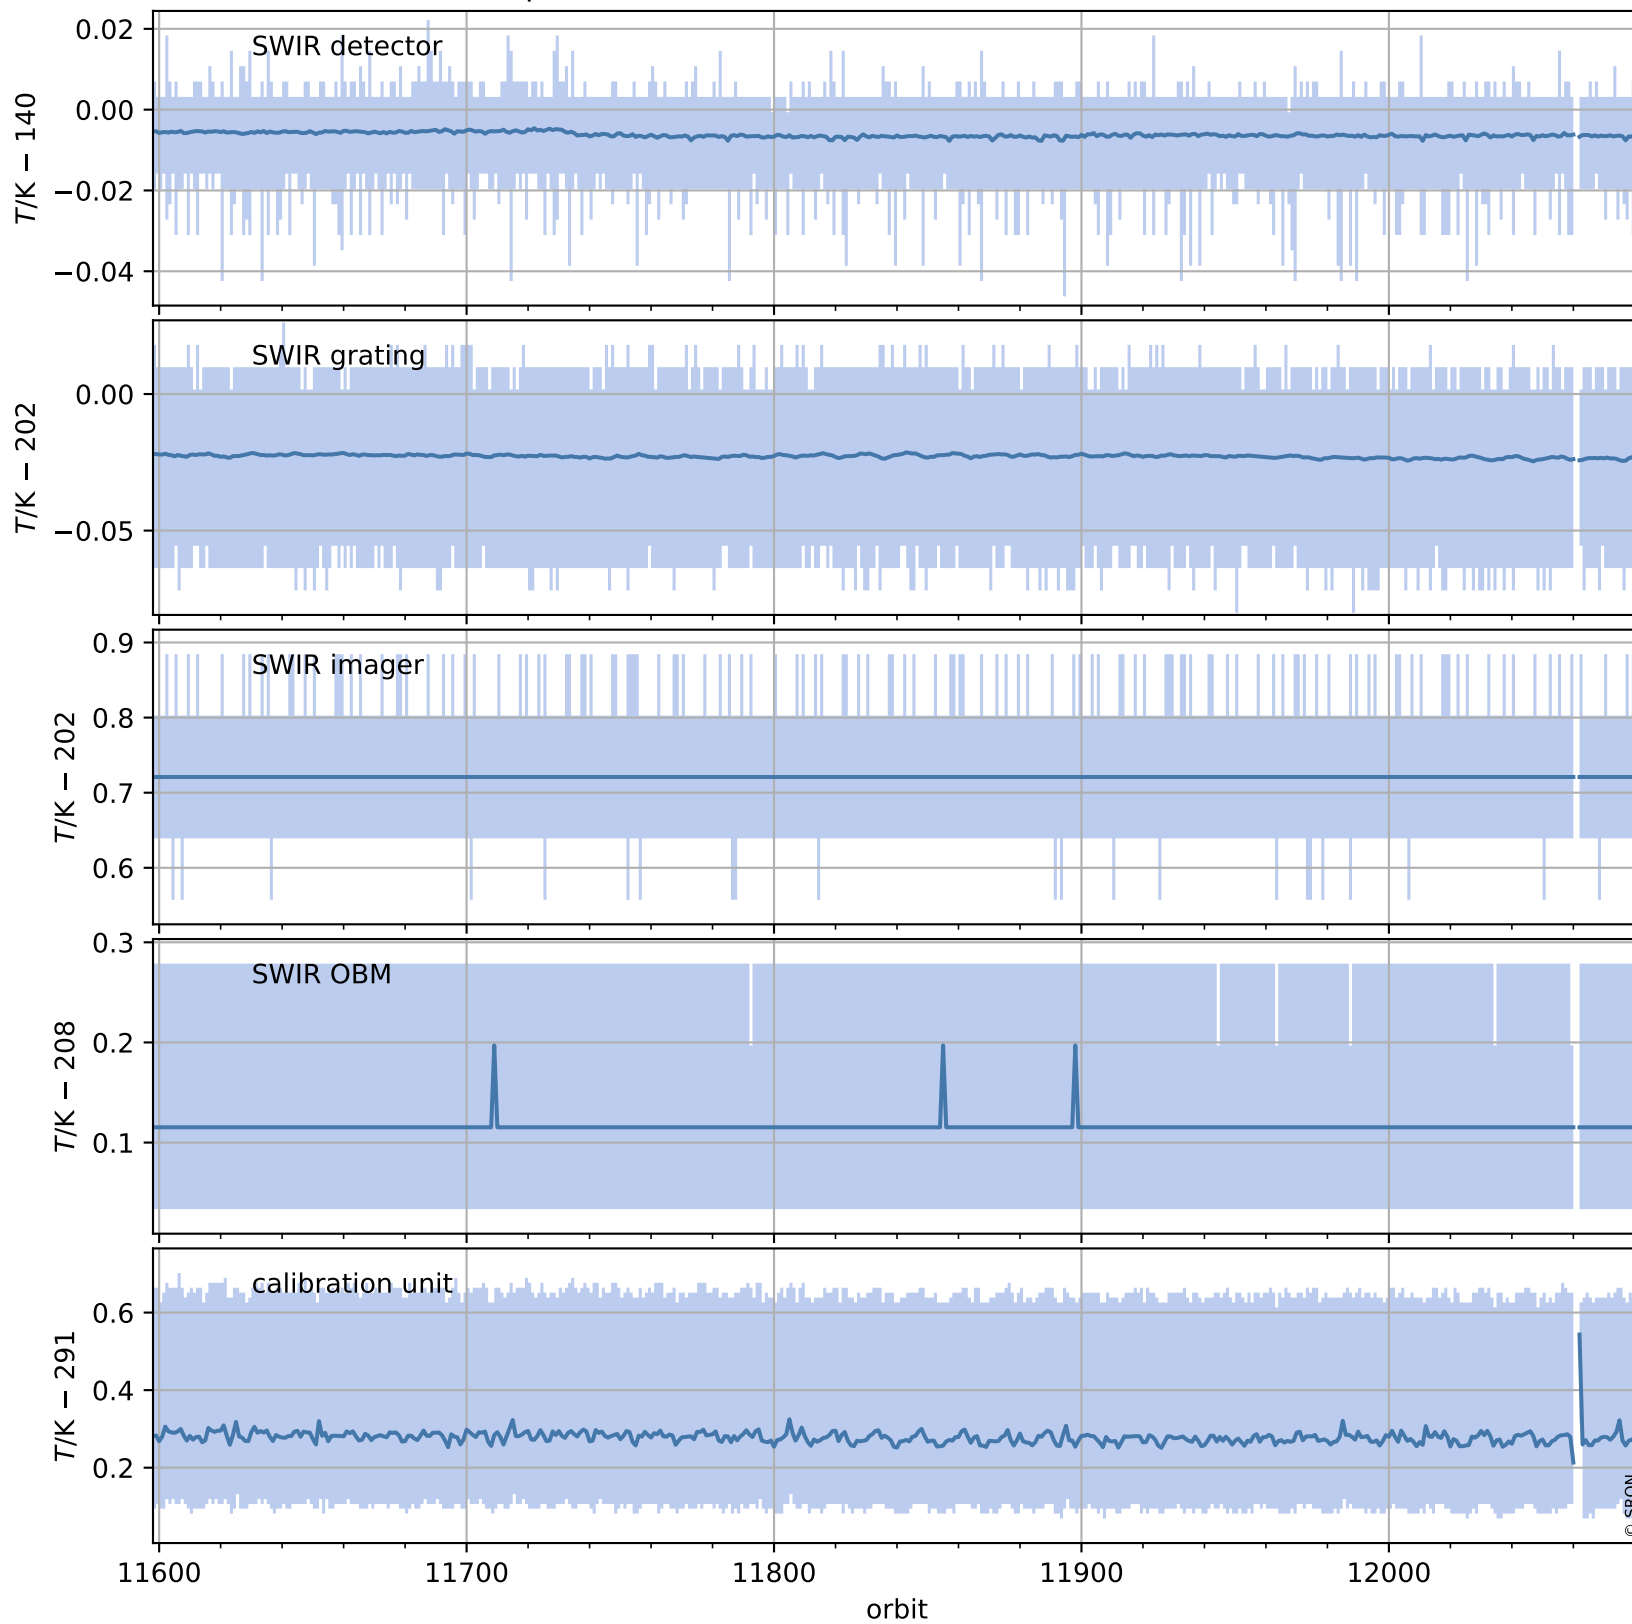 SWIR detector
T/K − 140
0.02
0.00
−0.02
−0.04
SWIR grating
T/K − 202
0.00
−0.05
SWIR imager
T/K − 202
0.9
0.8
0.7
0.6
SWIR OBM
T/K − 208
0.3
0.2
0.1
calibration unit
T/K − 291
0.6
0.4
0.2
11600 11700 11800 11900 12000
orbit
© SRON